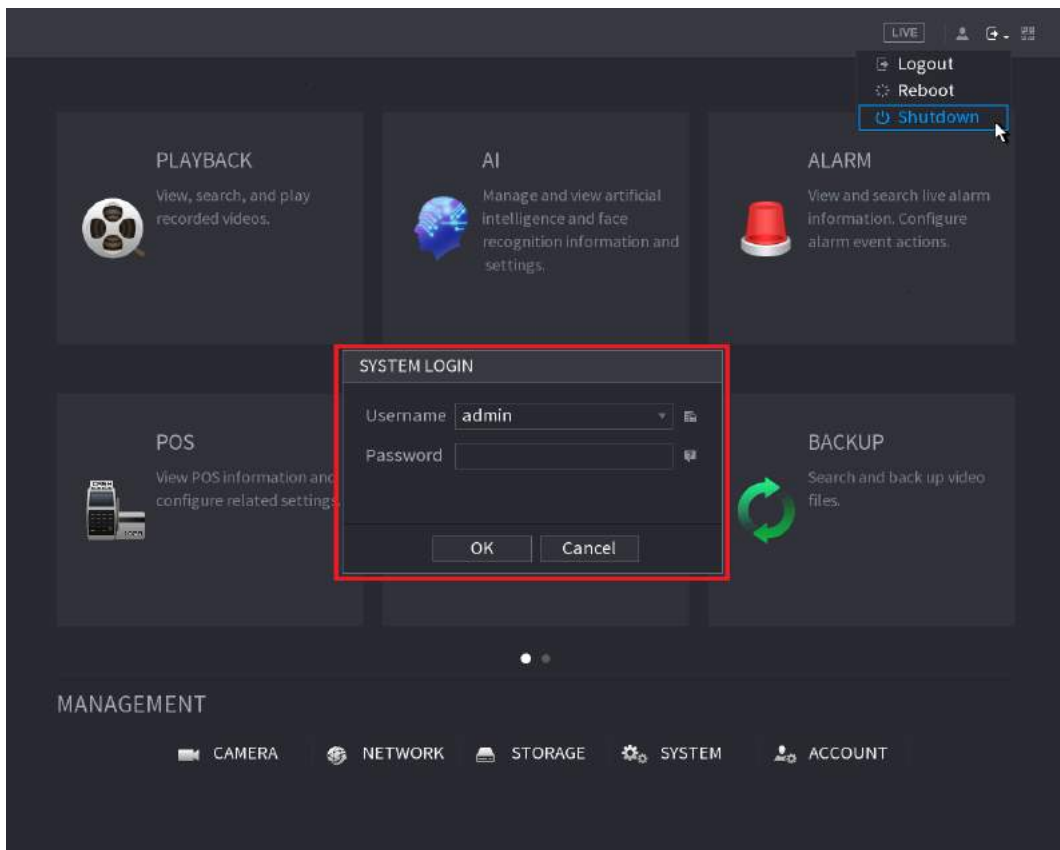 LIVE
Logout
Reboot
Shutdown
PLAYBACK
View, search, and play
recorded videos.
AI
Manage and view artificial
intelligence and face
recognition information and
settings.
ALARM
View and search live alarm
information. Configure
alarm event actions.
SYSTEM LOGIN
Username admin
Password
OK Cancel
POS
View POS information and
configure related settings.
BACKUP
Search and back up video
files.
MANAGEMENT
CAMERA NETWORK STORAGE SYSTEM ACCOUNT